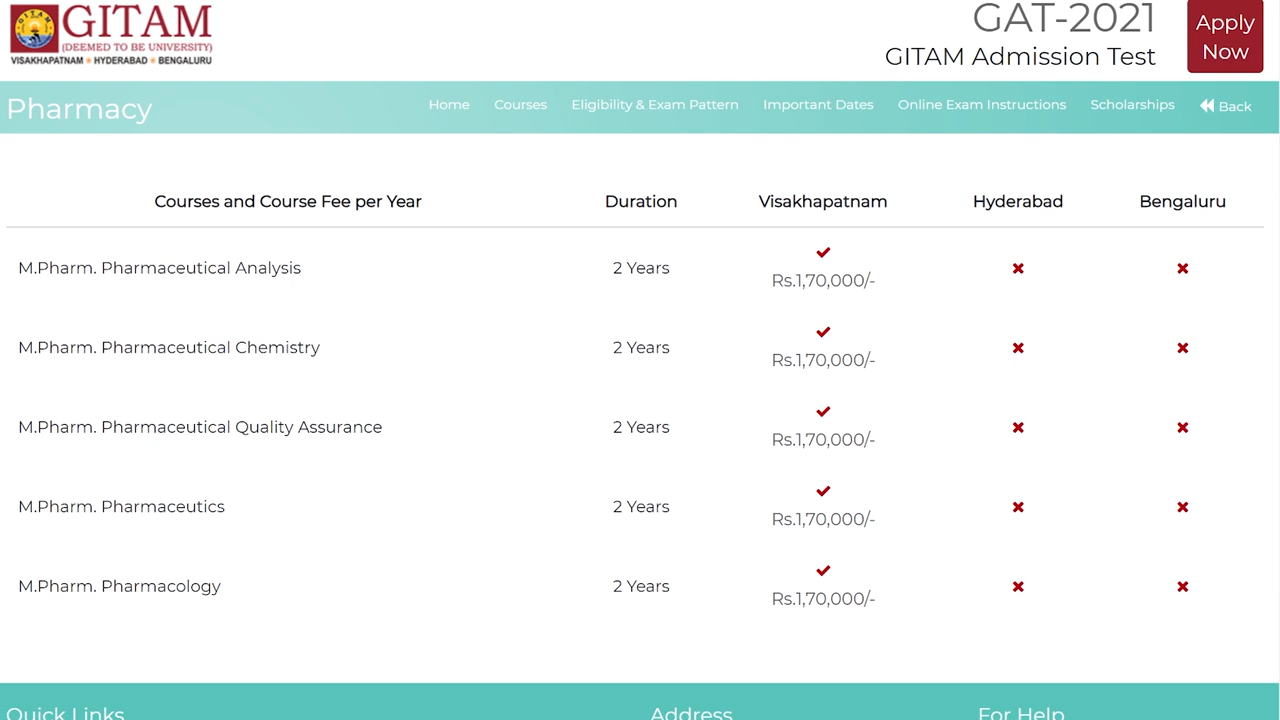 GITAM
(DEEMED TO BE UNIVERSITY)
VISAKHAPATNAM * HYDERABAD * BENGALURU
GAT-2021
GITAM Admission Test
Apply
Now
Pharmacy
Home Courses Eligibility & Exam Pattern Important Dates Online Exam Instructions Scholarships Back
Courses and Course Fee per Year Duration Visakhapatnam Hyderabad Bengaluru
M.Pharm. Pharmaceutical Analysis 2 Years Rs.1,70,000/-
M.Pharm. Pharmaceutical Chemistry 2 Years Rs.1,70,000/-
M.Pharm. Pharmaceutical Quality Assurance 2 Years Rs.1,70,000/-
M.Pharm. Pharmaceutics 2 Years Rs.1,70,000/-
M.Pharm. Pharmacology 2 Years Rs.1,70,000/-
Quick Links Address For Help